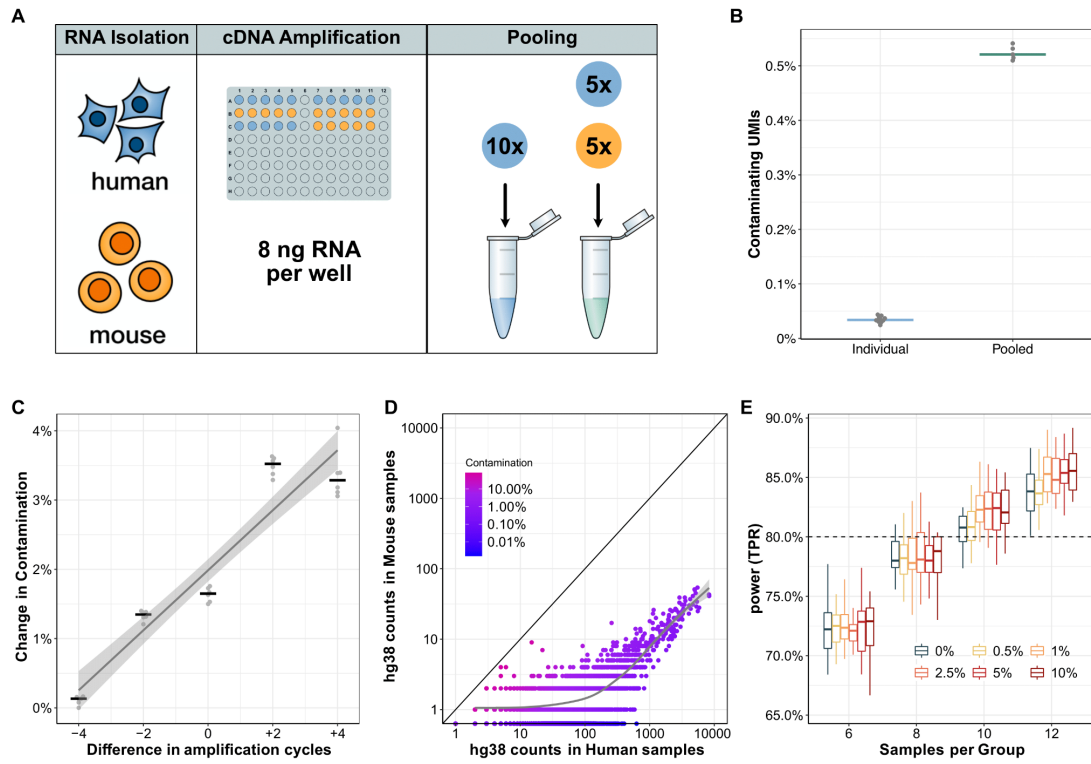 A
RNA Isolation
cDNA Amplification
Pooling
human
mouse
1 2 3 4 5 6 7 8 9 10 11 12
A
B
C
D
E
F
G
H
8 ng RNA
per well
10x
5x
5x
B
Contaminating UMIs
0.5%
0.4%
0.3%
0.2%
0.1%
0%
Individual
Pooled
C
Change in Contamination
4%
3%
2%
1%
0%
−4
−2
0
+2
+4
Difference in amplification cycles
D
hg38 counts in Mouse samples
10000
1000
100
10
1
Contamination
10.00%
1.00%
0.10%
0.01%
1
10
100
1000
10000
hg38 counts in Human samples
E
power (TPR)
90.0%
85.0%
80.0%
75.0%
70.0%
65.0%
0%
0.5%
1%
2.5%
5%
10%
6
8
10
12
Samples per Group